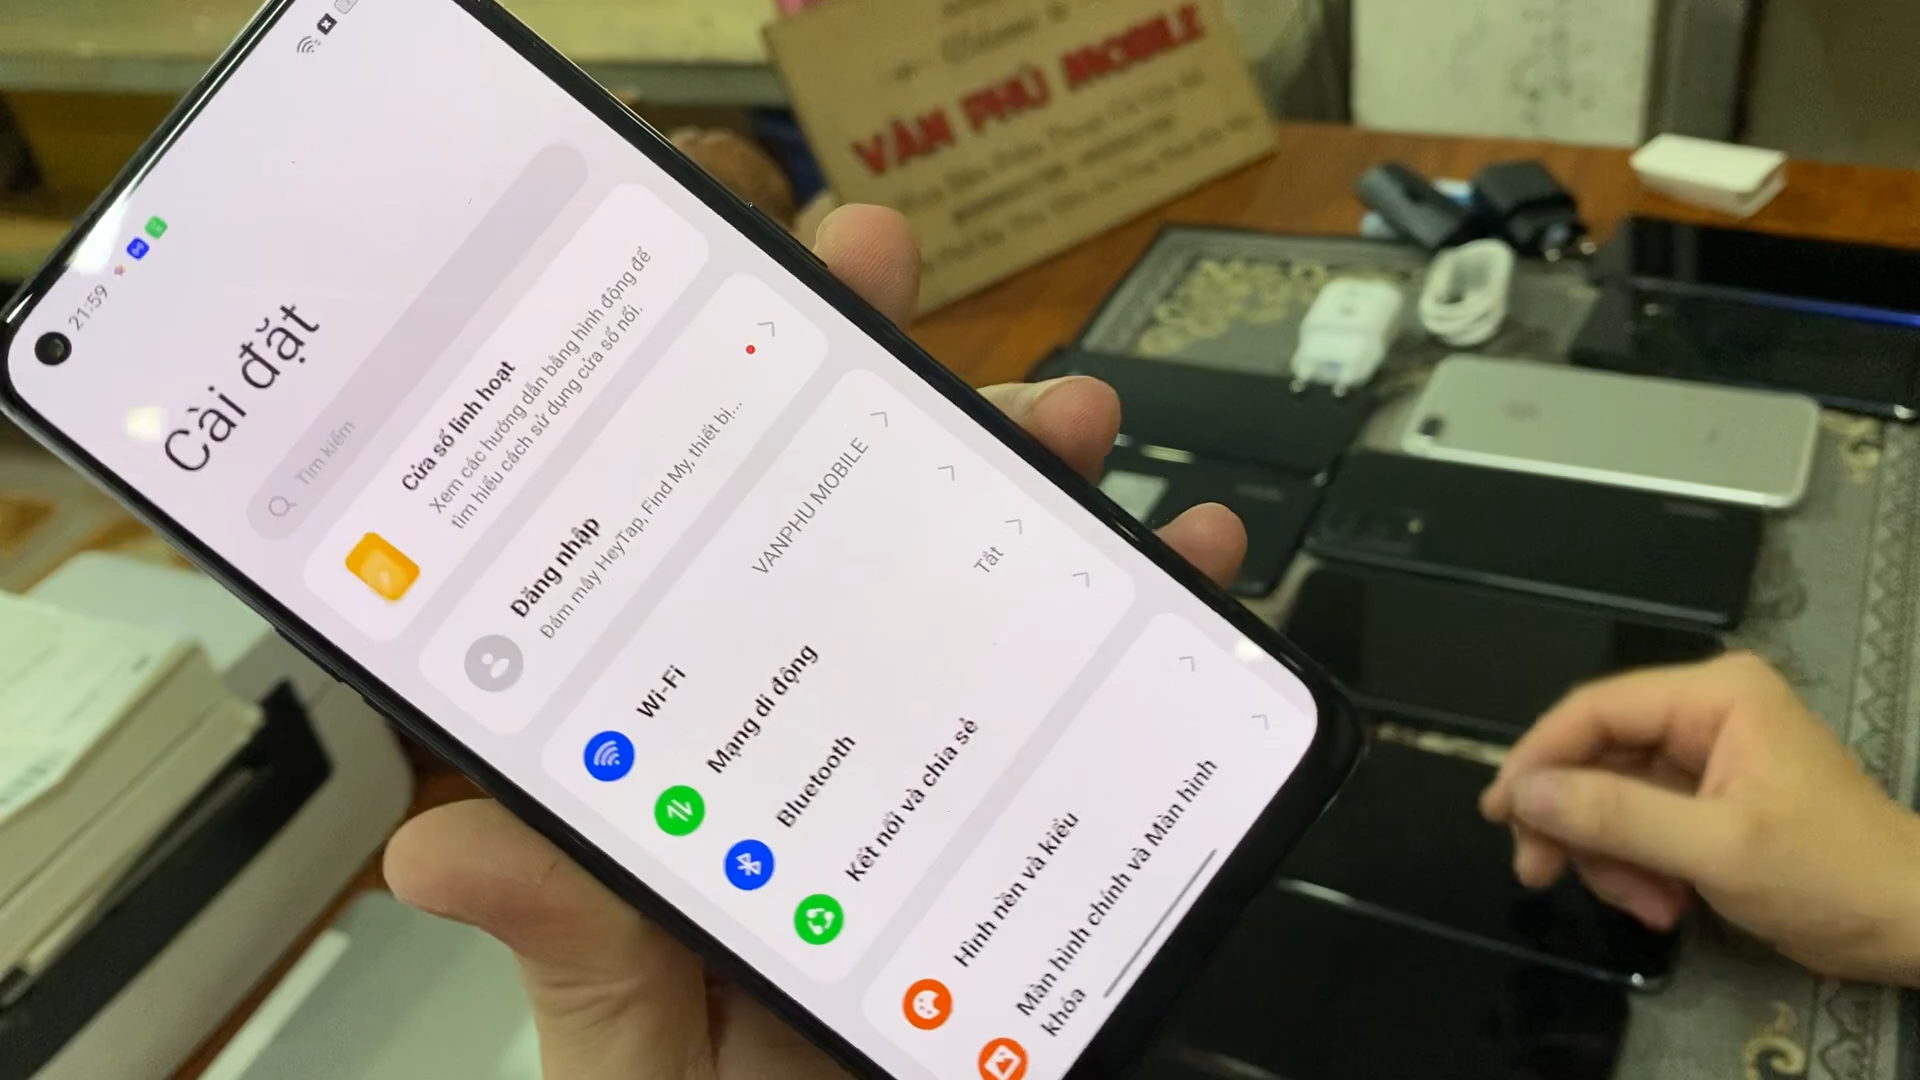 21:59
Cài đặt
Tìm kiếm
Cửa sổ linh hoạt
Xem các hướng dẫn bằng hình động để
tìm hiểu cách sử dụng cửa sổ nổi.
Đăng nhập
Đám mây HeyTap, Find My, thiết bị...
Wi-Fi
VANPHU MOBILE
Mạng di động
Bluetooth
Tắt
Kết nối và chia sẻ
Hình nền và kiểu
Màn hình chính và Màn hình
khóa
VĂN PHÚ MOBILE